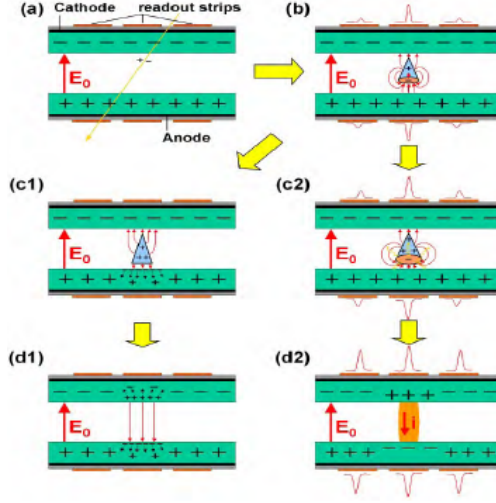 (a)
Cathode
readout strips
E0
Anode
(b)
E0
(c1)
E0
(c2)
E0
(d1)
E0
(d2)
E0
i